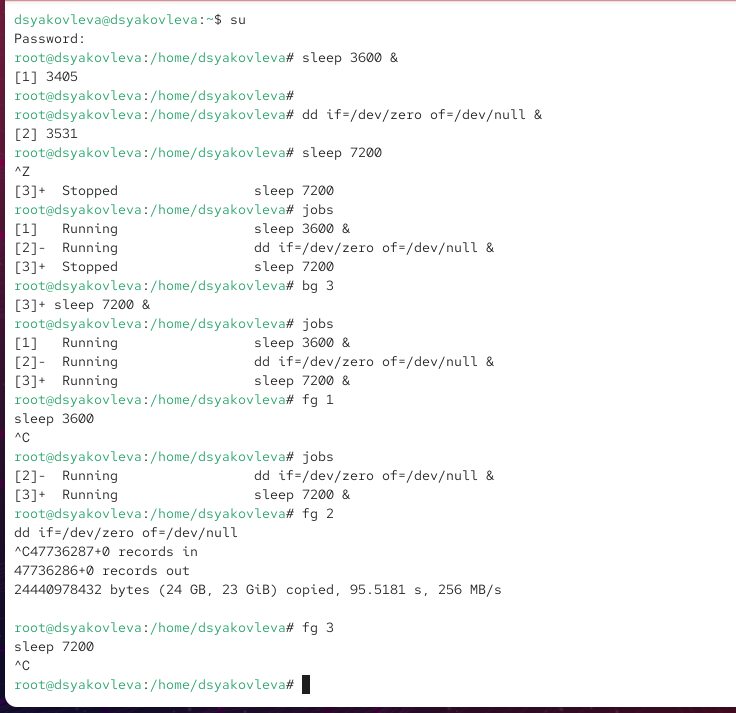 dsyakovleva@dsyakovleva:~$ su
Password:
root@dsyakovleva:/home/dsyakovleva# sleep 3600 &
[1] 3405
root@dsyakovleva:/home/dsyakovleva#
root@dsyakovleva:/home/dsyakovleva# dd if=/dev/zero of=/dev/null &
[2] 3531
root@dsyakovleva:/home/dsyakovleva# sleep 7200
^Z
[3]+  Stopped                 sleep 7200
root@dsyakovleva:/home/dsyakovleva# jobs
[1]   Running                 sleep 3600 &
[2]-  Running                 dd if=/dev/zero of=/dev/null &
[3]+  Stopped                 sleep 7200
root@dsyakovleva:/home/dsyakovleva# bg 3
[3]+ sleep 7200 &
root@dsyakovleva:/home/dsyakovleva# jobs
[1]   Running                 sleep 3600 &
[2]-  Running                 dd if=/dev/zero of=/dev/null &
[3]+  Running                 sleep 7200 &
root@dsyakovleva:/home/dsyakovleva# fg 1
sleep 3600
^C
root@dsyakovleva:/home/dsyakovleva# jobs
[2]-  Running                 dd if=/dev/zero of=/dev/null &
[3]+  Running                 sleep 7200 &
root@dsyakovleva:/home/dsyakovleva# fg 2
dd if=/dev/zero of=/dev/null
^C47736287+0 records in
47736286+0 records out
24440978432 bytes (24 GB, 23 GiB) copied, 95.5181 s, 256 MB/s
root@dsyakovleva:/home/dsyakovleva# fg 3
sleep 7200
^C
root@dsyakovleva:/home/dsyakovleva#